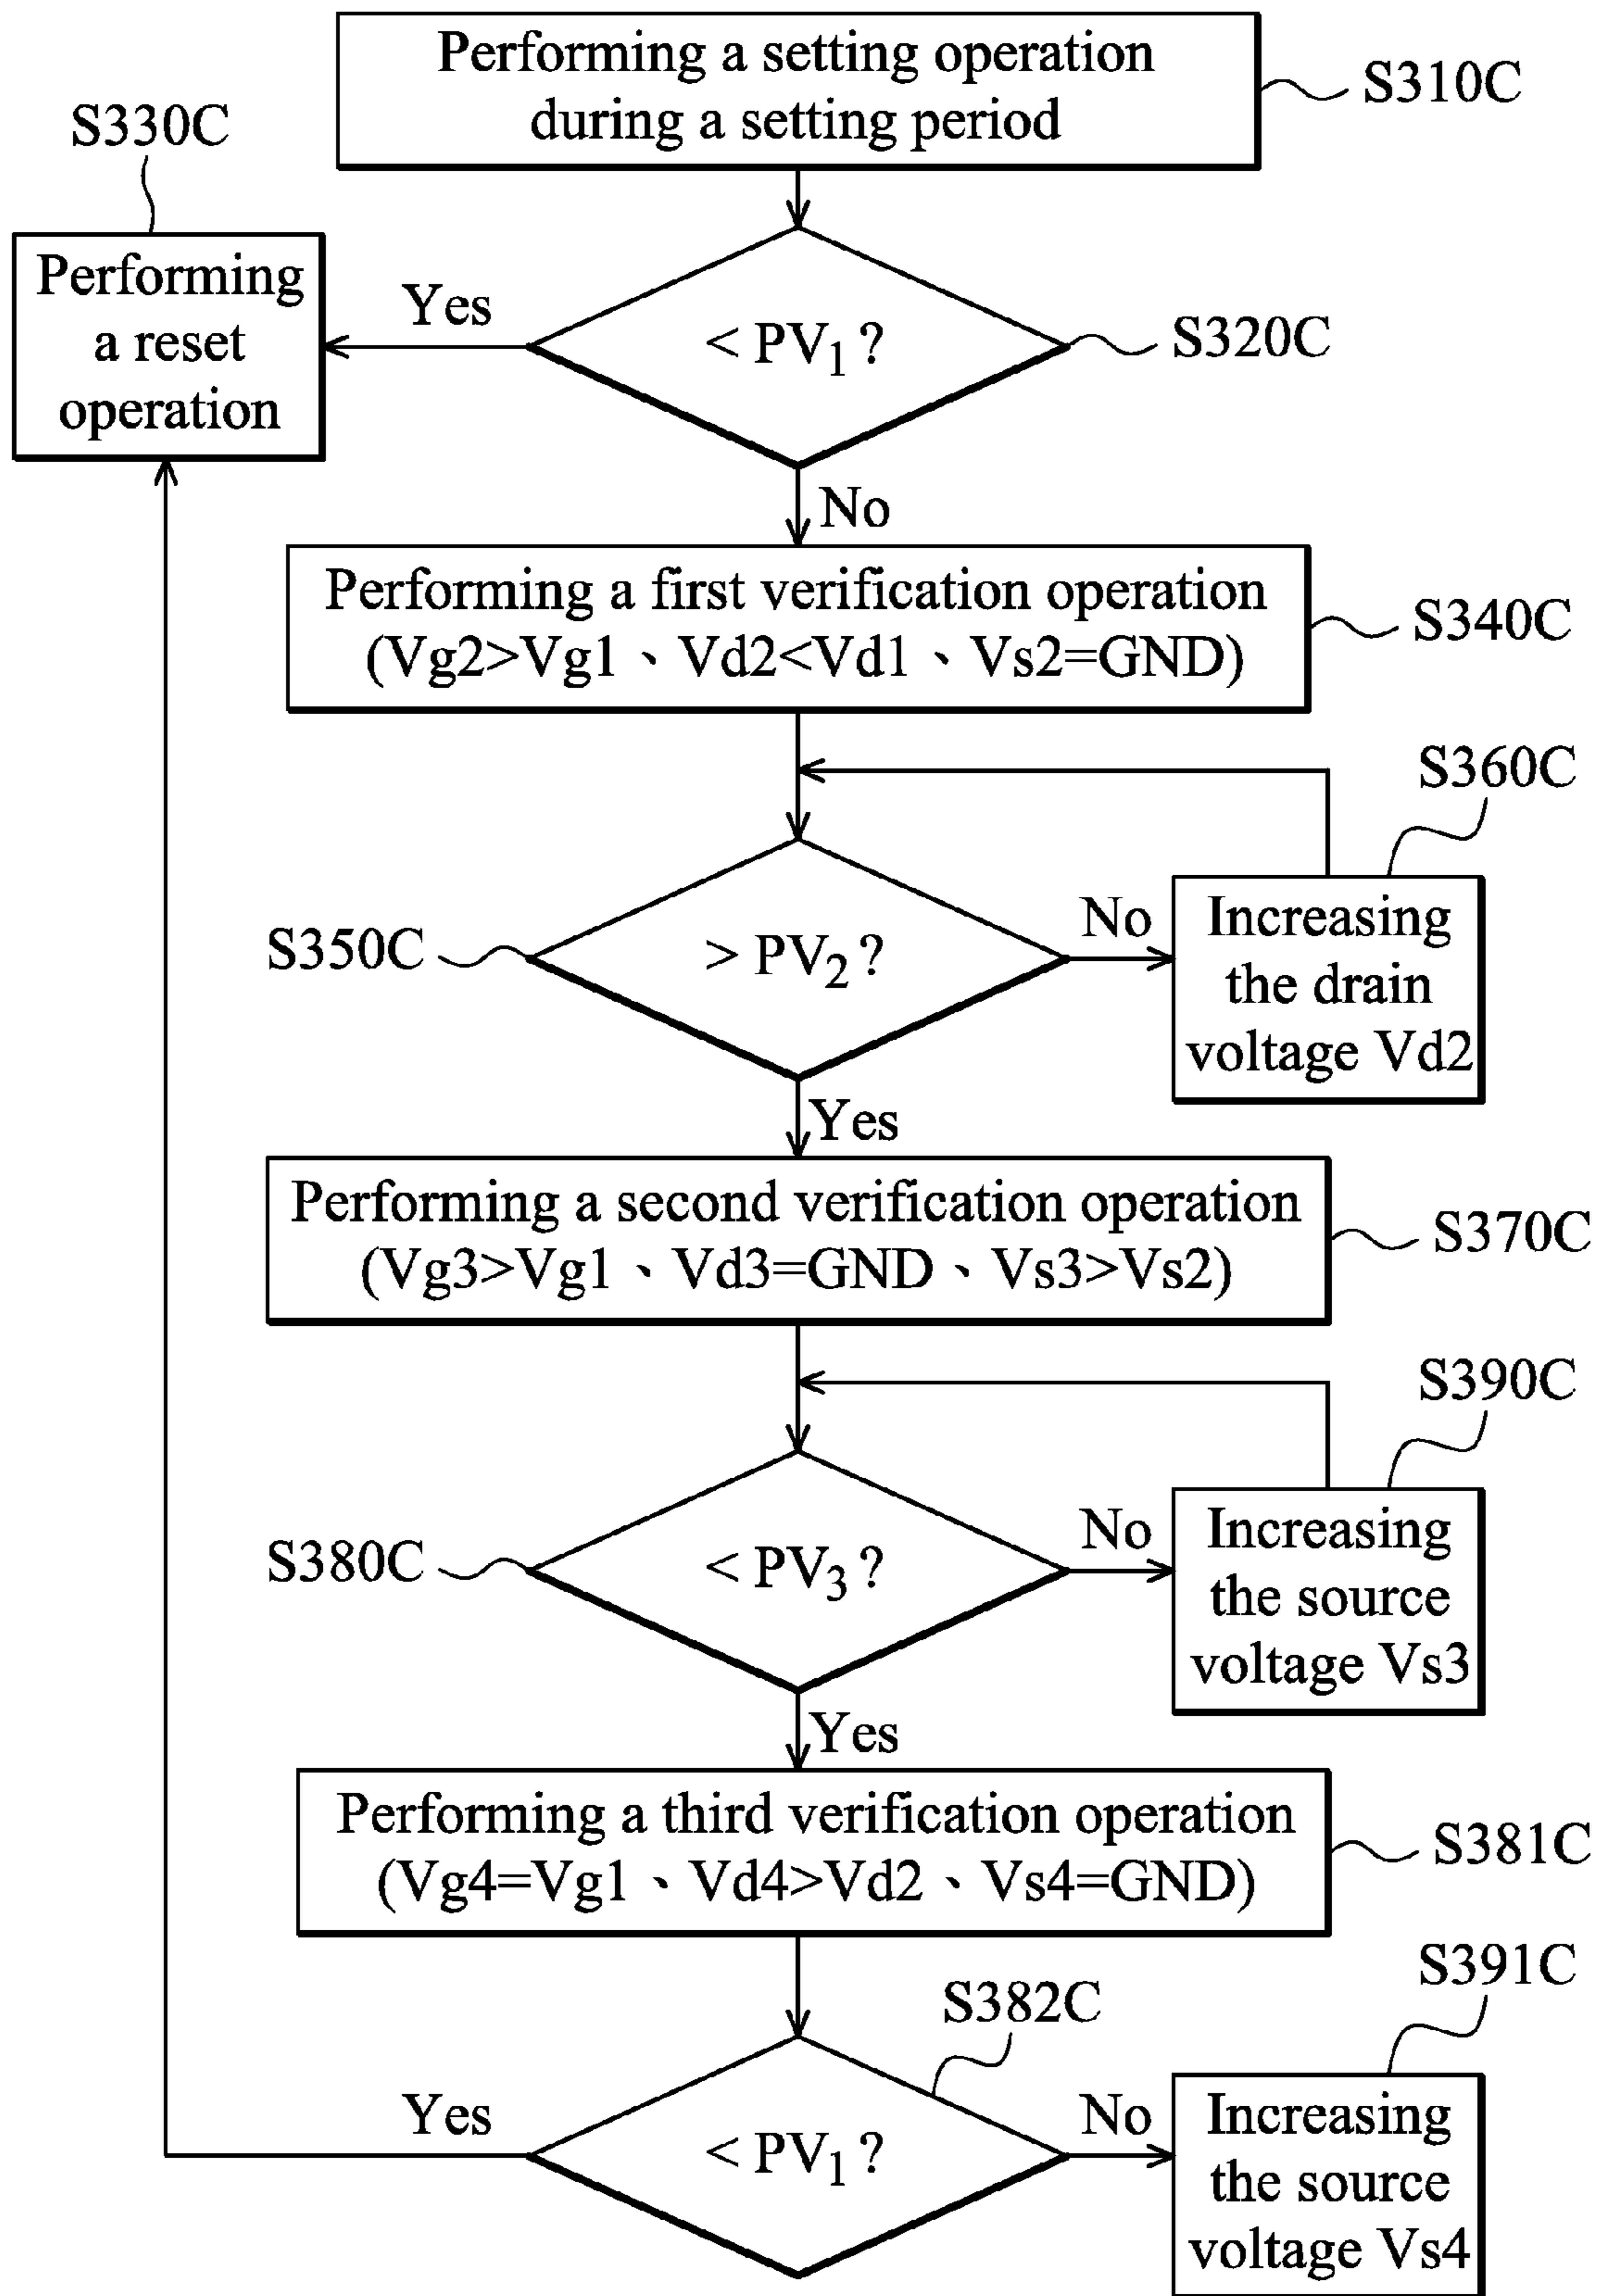 Performing a setting operation
during a setting period
S310C
S330C
Performing
a reset
operation
Yes
< PV1 ?
S320C
No
Performing a first verification operation
(Vg2>Vg1、Vd2<Vd1、Vs2=GND)
S340C
S360C
S350C
> PV2 ?
No
Increasing
the drain
voltage Vd2
Yes
Performing a second verification operation
(Vg3>Vg1、Vd3=GND、Vs3>Vs2)
S370C
S390C
S380C
< PV3 ?
No
Increasing
the source
voltage Vs3
Yes
Performing a third verification operation
(Vg4=Vg1、Vd4>Vd2、Vs4=GND)
S381C
S391C
S382C
Yes
< PV1 ?
No
Increasing
the source
voltage Vs4